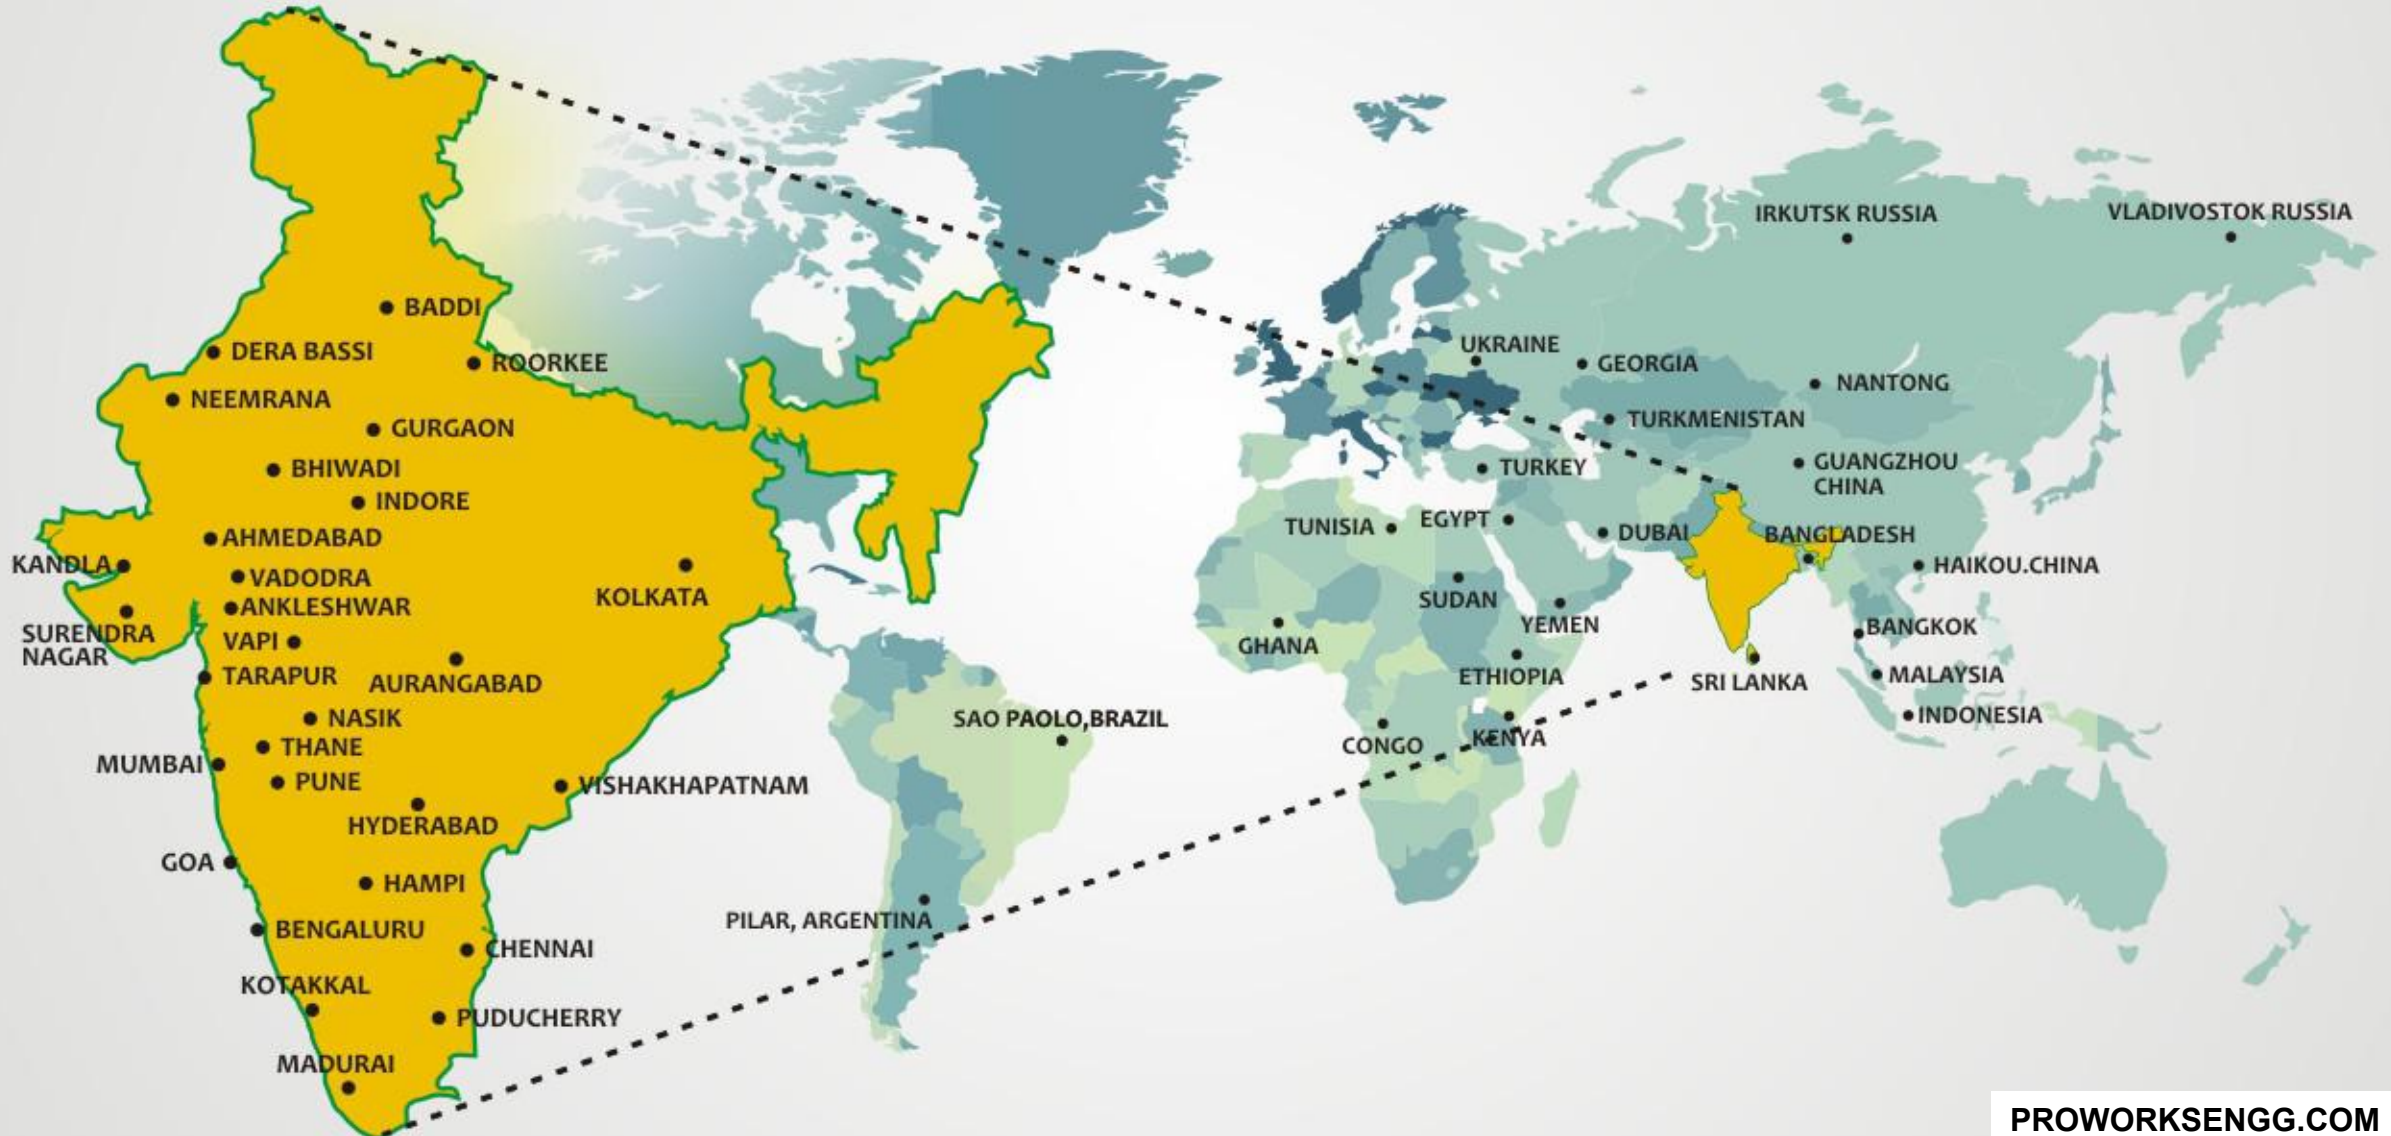 IRKUTSK RUSSIA
VLADIVOSTOK RUSSIA
BADDI
DERA BASSI
ROORKEE
NEEMRANA
GURGAON
BHIWADI
INDORE
AHMEDABAD
KANDLA
VADODRA
ANKLESHWAR
KOLKATA
SURENDRA
NAGAR
VAPI
TARAPUR
AURANGABAD
NASIK
THANE
MUMBAI
PUNE
VISHAKHAPATNAM
HYDERABAD
GOA
HAMPI
BENGALURU
CHENNAI
KOTAKKAL
PUDUCHERRY
MADURAI
UKRAINE
GEORGIA
NANTONG
TURKMENISTAN
TURKEY
GUANGZHOU
CHINA
TUNISIA
EGYPT
DUBAI
BANGLADESH
HAIKOU.CHINA
SUDAN
YEMEN
GHANA
BANGKOK
ETHIOPIA
SRI LANKA
MALAYSIA
SAO PAOLO,BRAZIL
INDONESIA
CONGO
KENYA
PILAR, ARGENTINA
PROWORKSENGG.COM